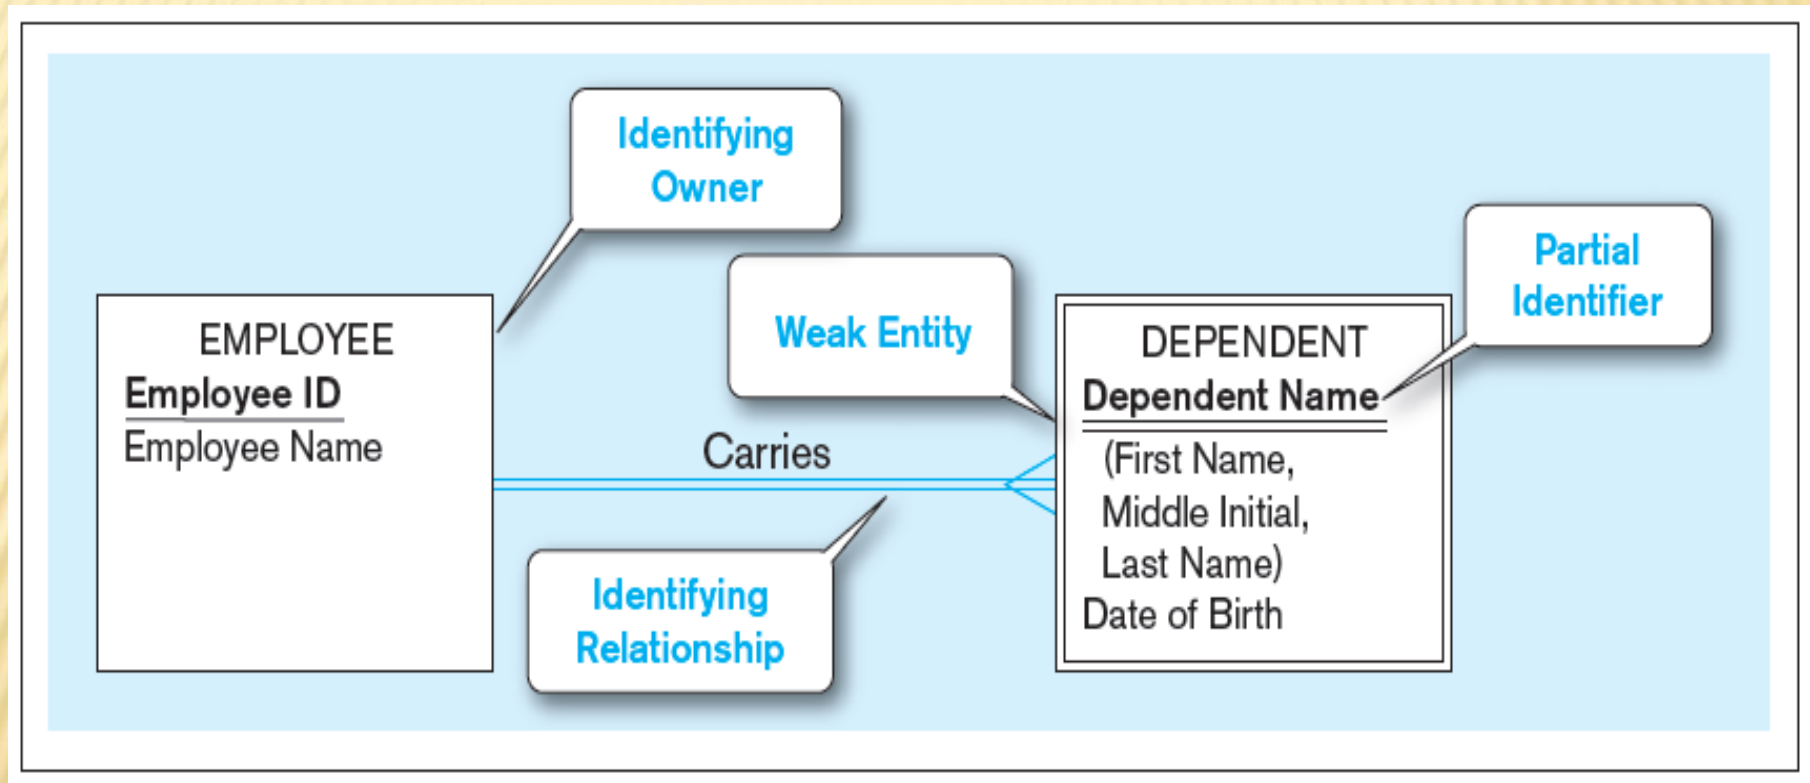 Identifying
Owner
Partial
Identifier
Weak Entity
EMPLOYEE
Employee ID
Employee Name
Carries
DEPENDENT
Dependent Name
(First Name,
Middle Initial,
Last Name)
Date of Birth
Identifying
Relationship